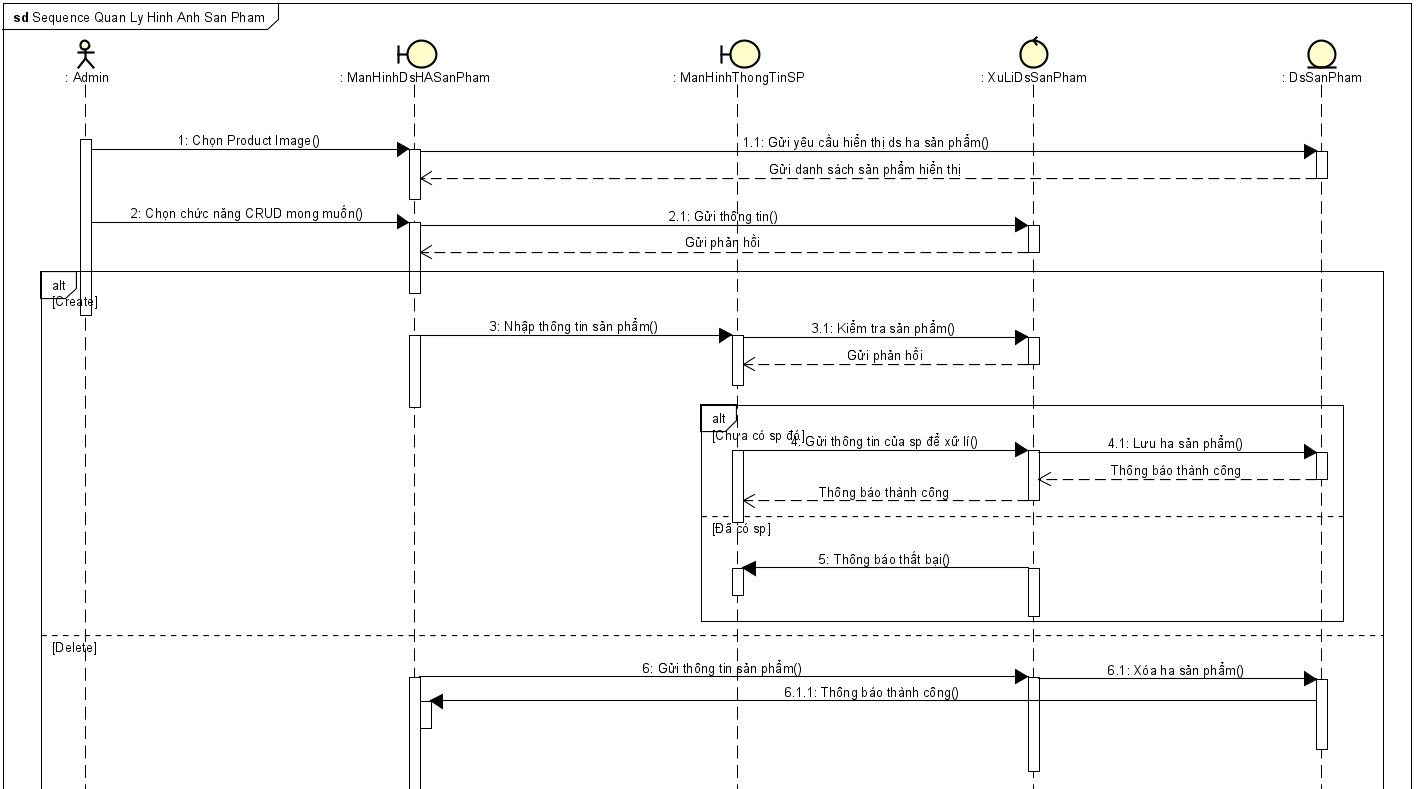 sd Sequence Quan Ly Hinh Anh San Pham
: Admin
: ManHinhDsHASanPham
: ManHinhThongTinSP
: XuLiDsSanPham
: DsSanPham
1: Chọn Product Image()
1.1: Gửi yêu cầu hiển thị ds ha sản phẩm()
Gửi danh sách sản phẩm hiển thị
2: Chọn chức năng CRUD mong muốn()
2.1: Gửi thông tin()
Gửi phản hồi
alt
[Create]
3: Nhập thông tin sản phẩm()
3.1: Kiểm tra sản phẩm()
Gửi phản hồi
alt
[Chưa có sp đó]
4: Gửi thông tin của sp để xữ lí()
4.1: Lưu ha sản phẩm()
Thông báo thành công
Thông báo thành công
[Đã có sp]
5: Thông báo thất bại()
[Delete]
6: Gửi thông tin sản phẩm()
6.1: Xóa ha sản phẩm()
6.1.1: Thông báo thành công()